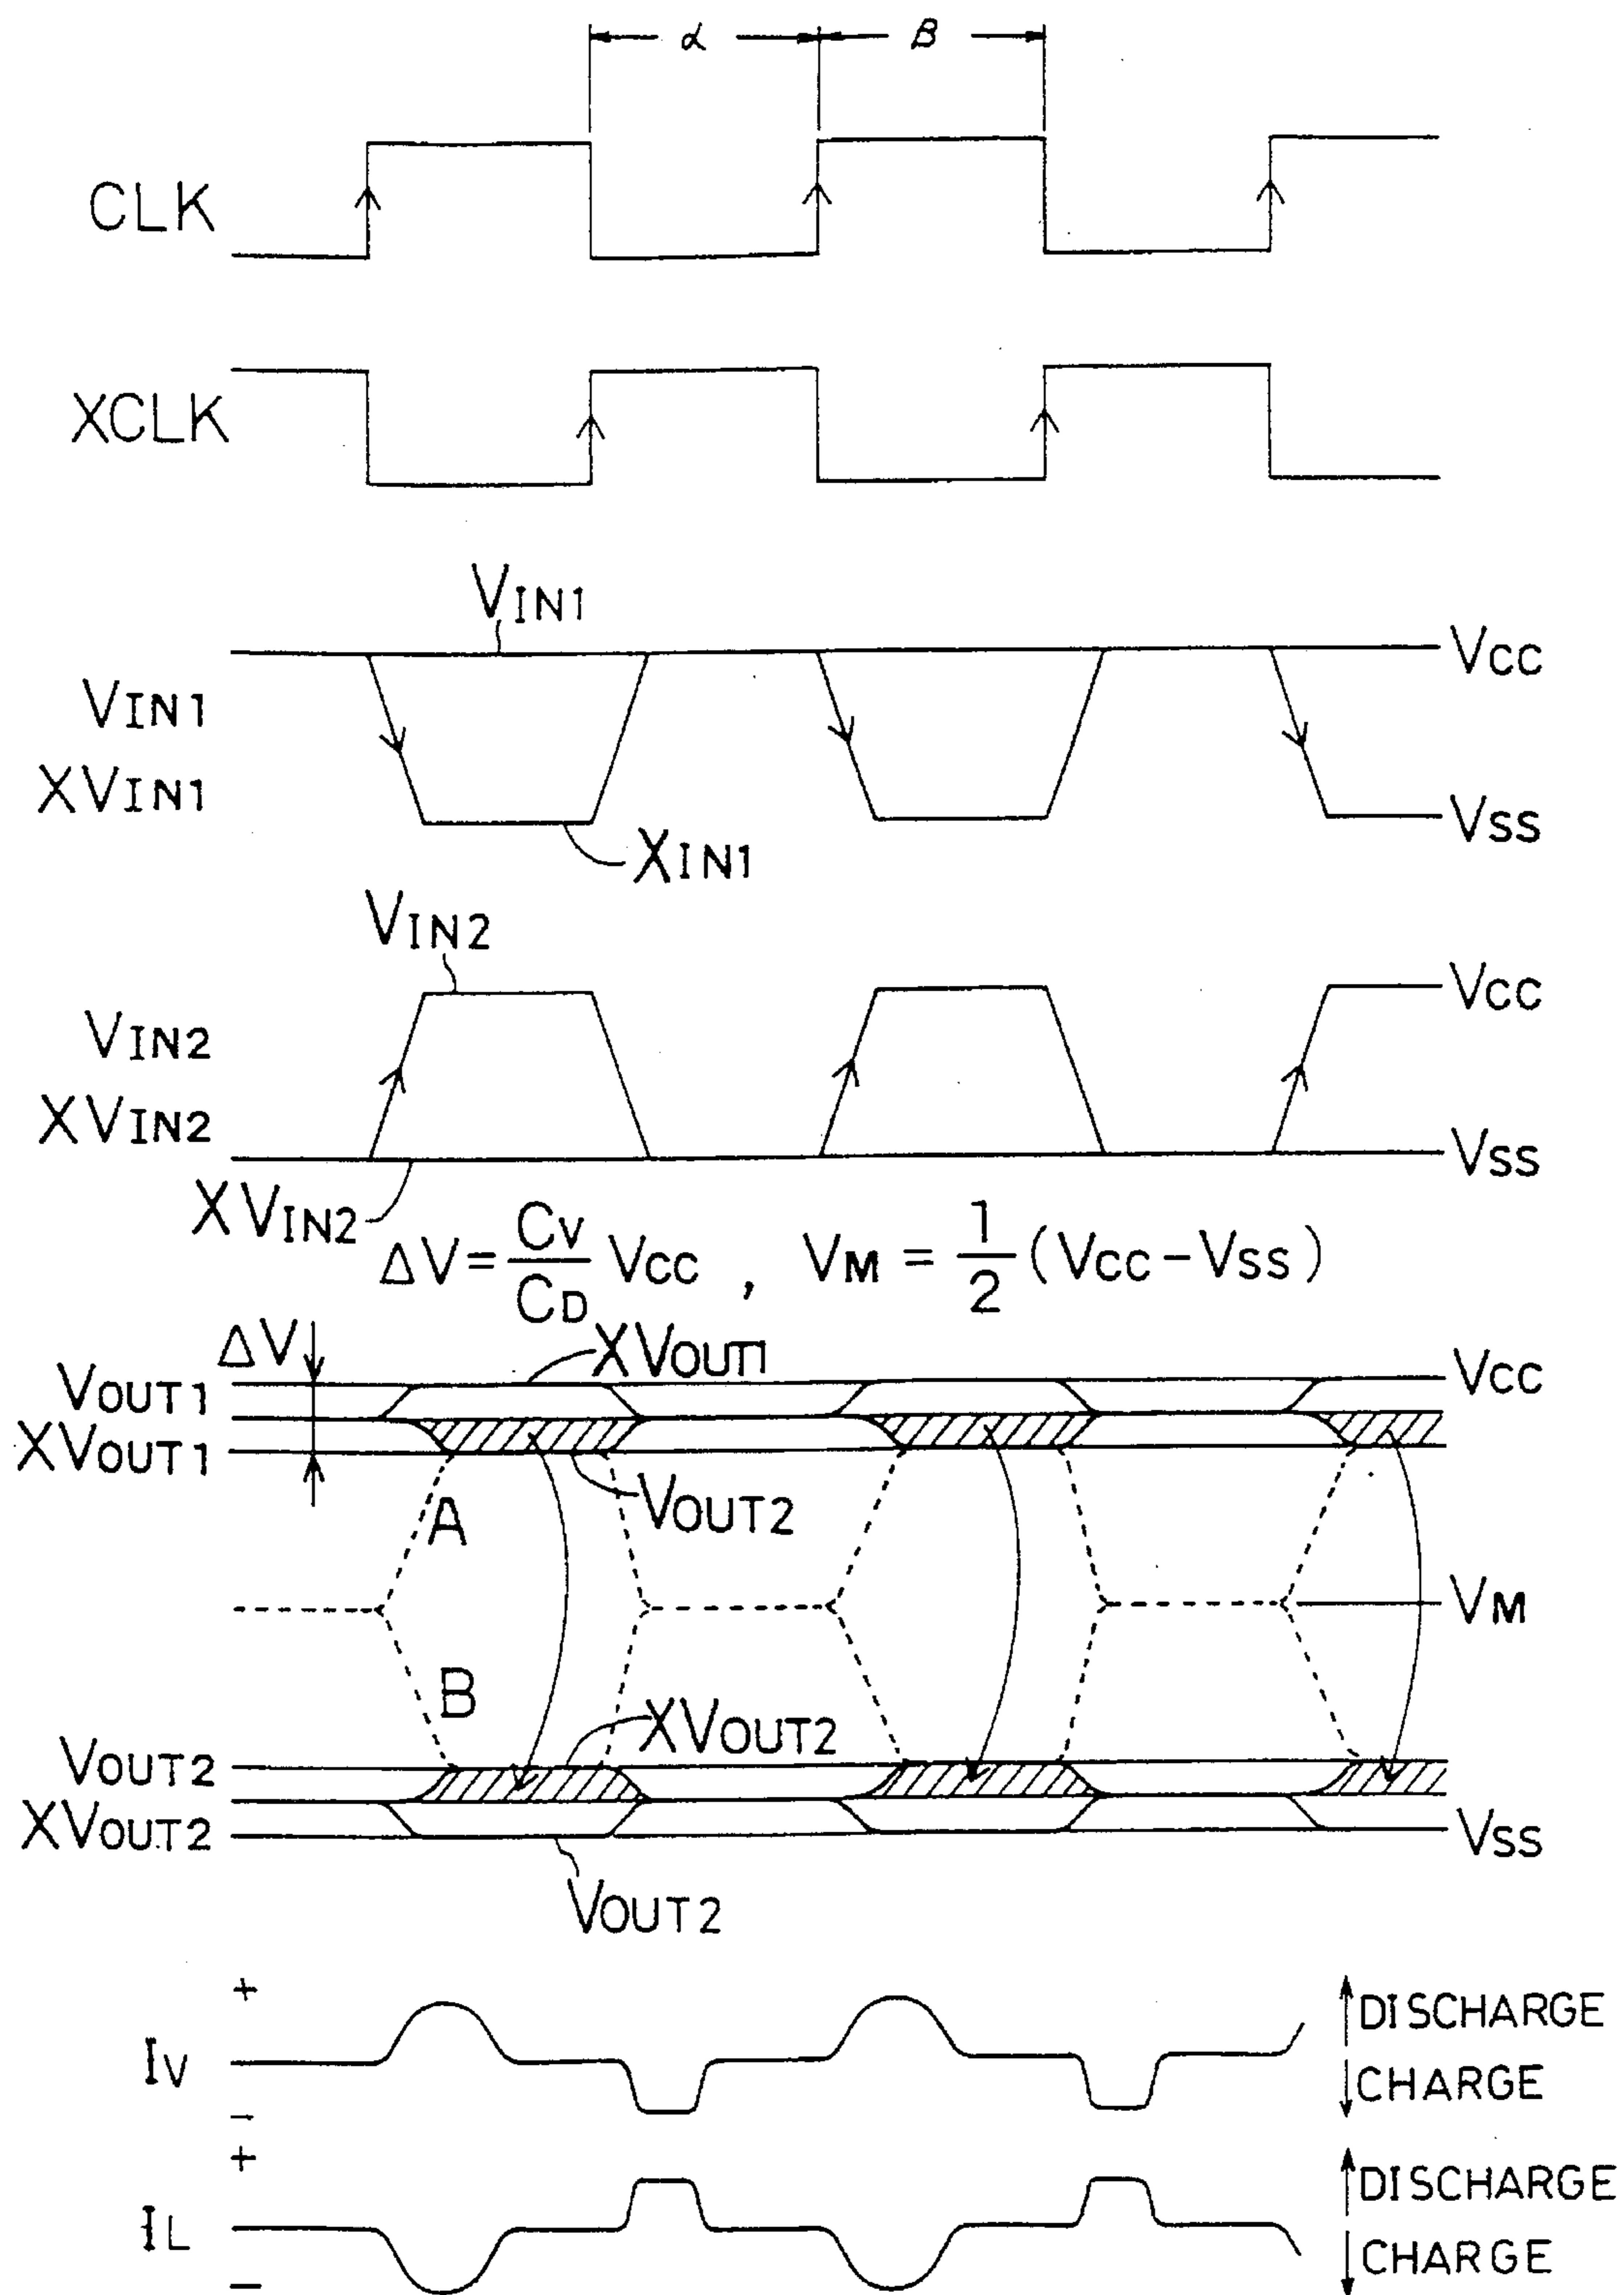 α β
CLK
XCLK
VIN1
VCC
VIN1
XVIN1
VSS
XIN1
VIN2
VCC
VIN2
XVIN2
VSS
XVIN2
ΔV = CV/CD VCC , VM = 1/2 (VCC - VSS)
ΔV XVOUT1
VOUT1 VCC
XVOUT1
VOUT2
A
VM
B
XVOUT2
VOUT2
XVOUT2 VSS
VOUT2
+
DISCHARGE
IV
CHARGE
−
+
DISCHARGE
IL
CHARGE
−